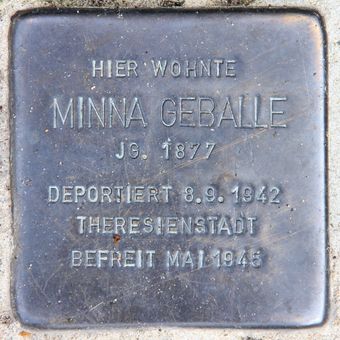 HIER WOHNTE
MINNA GEBALLE
JG. 1877
DEPORTIERT 8.9.1942
THERESIENSTADT
BEFREIT MAI 1945